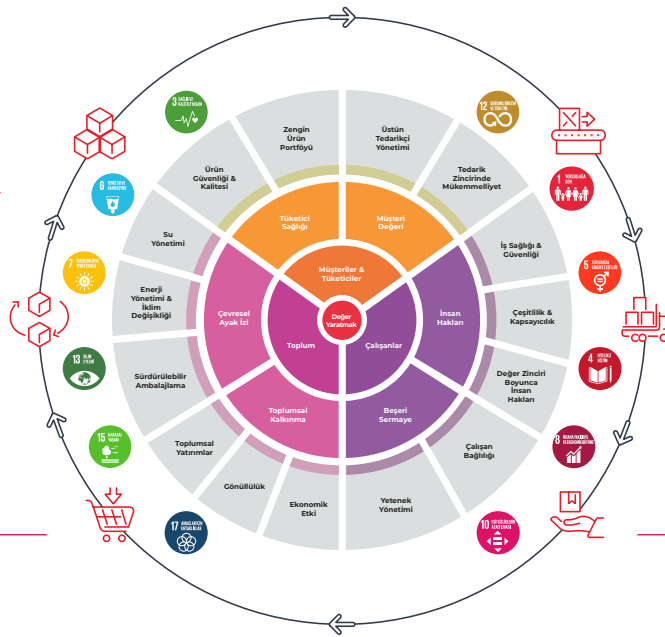 Zengin
Ürün
Portföyü
Üstün
Tedarikçi
Yönetimi
Ürün
Güvenliği &
Kalitesi
Tedarik
Zincirinde
Mükemmelliyet
Su
Yönetimi
İş Sağlığı &
Güvenliği
Enerji
Yönetimi &
İklim
Değişikliği
Çeşitlilik &
Kapsayıcılık
Sürdürülebilir
Ambalajlama
Değer Zinciri
Boyunca
İnsan
Hakları
Toplumsal
Yatırımlar
Çalışan
Bağlılığı
Gönüllülük
Ekonomik
Etki
Yetenek
Yönetimi
Tüketici
Sağlığı
Müşteri
Değeri
Müşteriler &
Tüketiciler
Çevresel
Ayak İzi
İnsan
Hakları
Değer
Yaratmak
Toplum
Çalışanlar
Toplumsal
Kalkınma
Beşeri
Sermaye
3
12
6
1
7
5
13
4
15
8
17
10